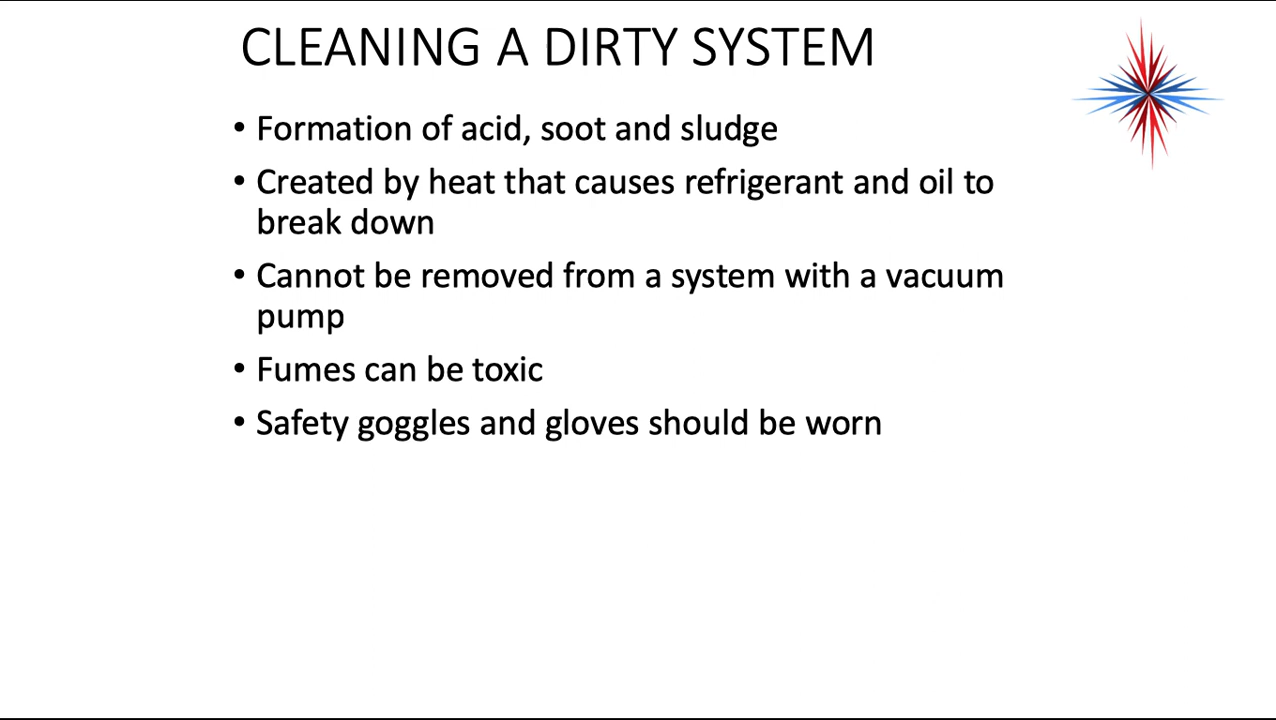 CLEANING A DIRTY SYSTEM
• Formation of acid, soot and sludge
• Created by heat that causes refrigerant and oil to
break down
• Cannot be removed from a system with a vacuum
pump
• Fumes can be toxic
• Safety goggles and gloves should be worn